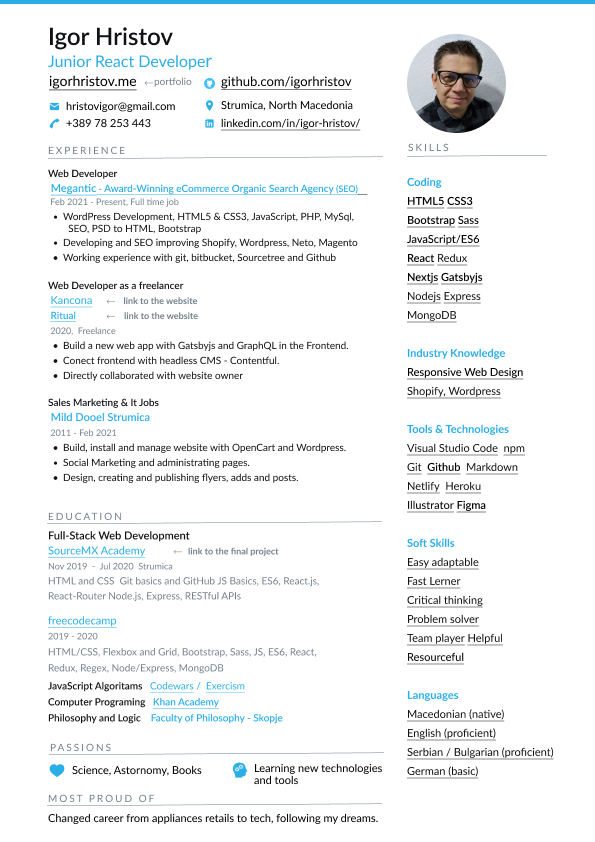 Igor Hristov
Junior React Developer
igorhristov.me ←portfolio github.com/igorhristov
hristovigor@gmail.com Strumica, North Macedonia
+389 78 253 443 linkedin.com/in/igor-hristov/
EXPERIENCE
Web Developer
Megantic - Award-Winning eCommerce Organic Search Agency (SEO)
Feb 2021 - Present, Full time job
• WordPress Development, HTML5 & CSS3, JavaScript, PHP, MySql,
SEO, PSD to HTML, Bootstrap
• Developing and SEO improving Shopify, Wordpress, Neto, Magento
• Working experience with git, bitbucket, Sourcetree and Github
Web Developer as a freelancer
Kancona ← link to the website
Ritual ← link to the website
2020, Freelance
• Build a new web app with Gatsbyjs and GraphQL in the Frontend.
• Conect frontend with headless CMS - Contentful.
• Directly collaborated with website owner
Sales Marketing & It Jobs
Mild Dooel Strumica
2011 - Feb 2021
• Build, install and manage website with OpenCart and Wordpress.
• Social Marketing and administrating pages.
• Design, creating and publishing flyers, adds and posts.
EDUCATION
Full-Stack Web Development
SourceMX Academy ← link to the final project
Nov 2019 - Jul 2020 Strumica
HTML and CSS Git basics and GitHub JS Basics, ES6, React.js,
React-Router Node.js, Express, RESTful APIs
freecodecamp
2019 - 2020
HTML/CSS, Flexbox and Grid, Bootstrap, Sass, JS, ES6, React,
Redux, Regex, Node/Express, MongoDB
JavaScript Algoritams Codewars / Exercism
Computer Programing Khan Academy
Philosophy and Logic Faculty of Philosophy - Skopje
PASSIONS
Science, Astornomy, Books
Learning new technologies
and tools
MOST PROUD OF
Changed career from appliances retails to tech, following my dreams.
SKILLS
Coding
HTML5 CSS3
Bootstrap Sass
JavaScript/ES6
React Redux
Nextjs Gatsbyjs
Nodejs Express
MongoDB
Industry Knowledge
Responsive Web Design
Shopify, Wordpress
Tools & Technologies
Visual Studio Code npm
Git Github Markdown
Netlify Heroku
Illustrator Figma
Soft Skills
Easy adaptable
Fast Lerner
Critical thinking
Problem solver
Team player Helpful
Resourceful
Languages
Macedonian (native)
English (proficient)
Serbian / Bulgarian (proficient)
German (basic)